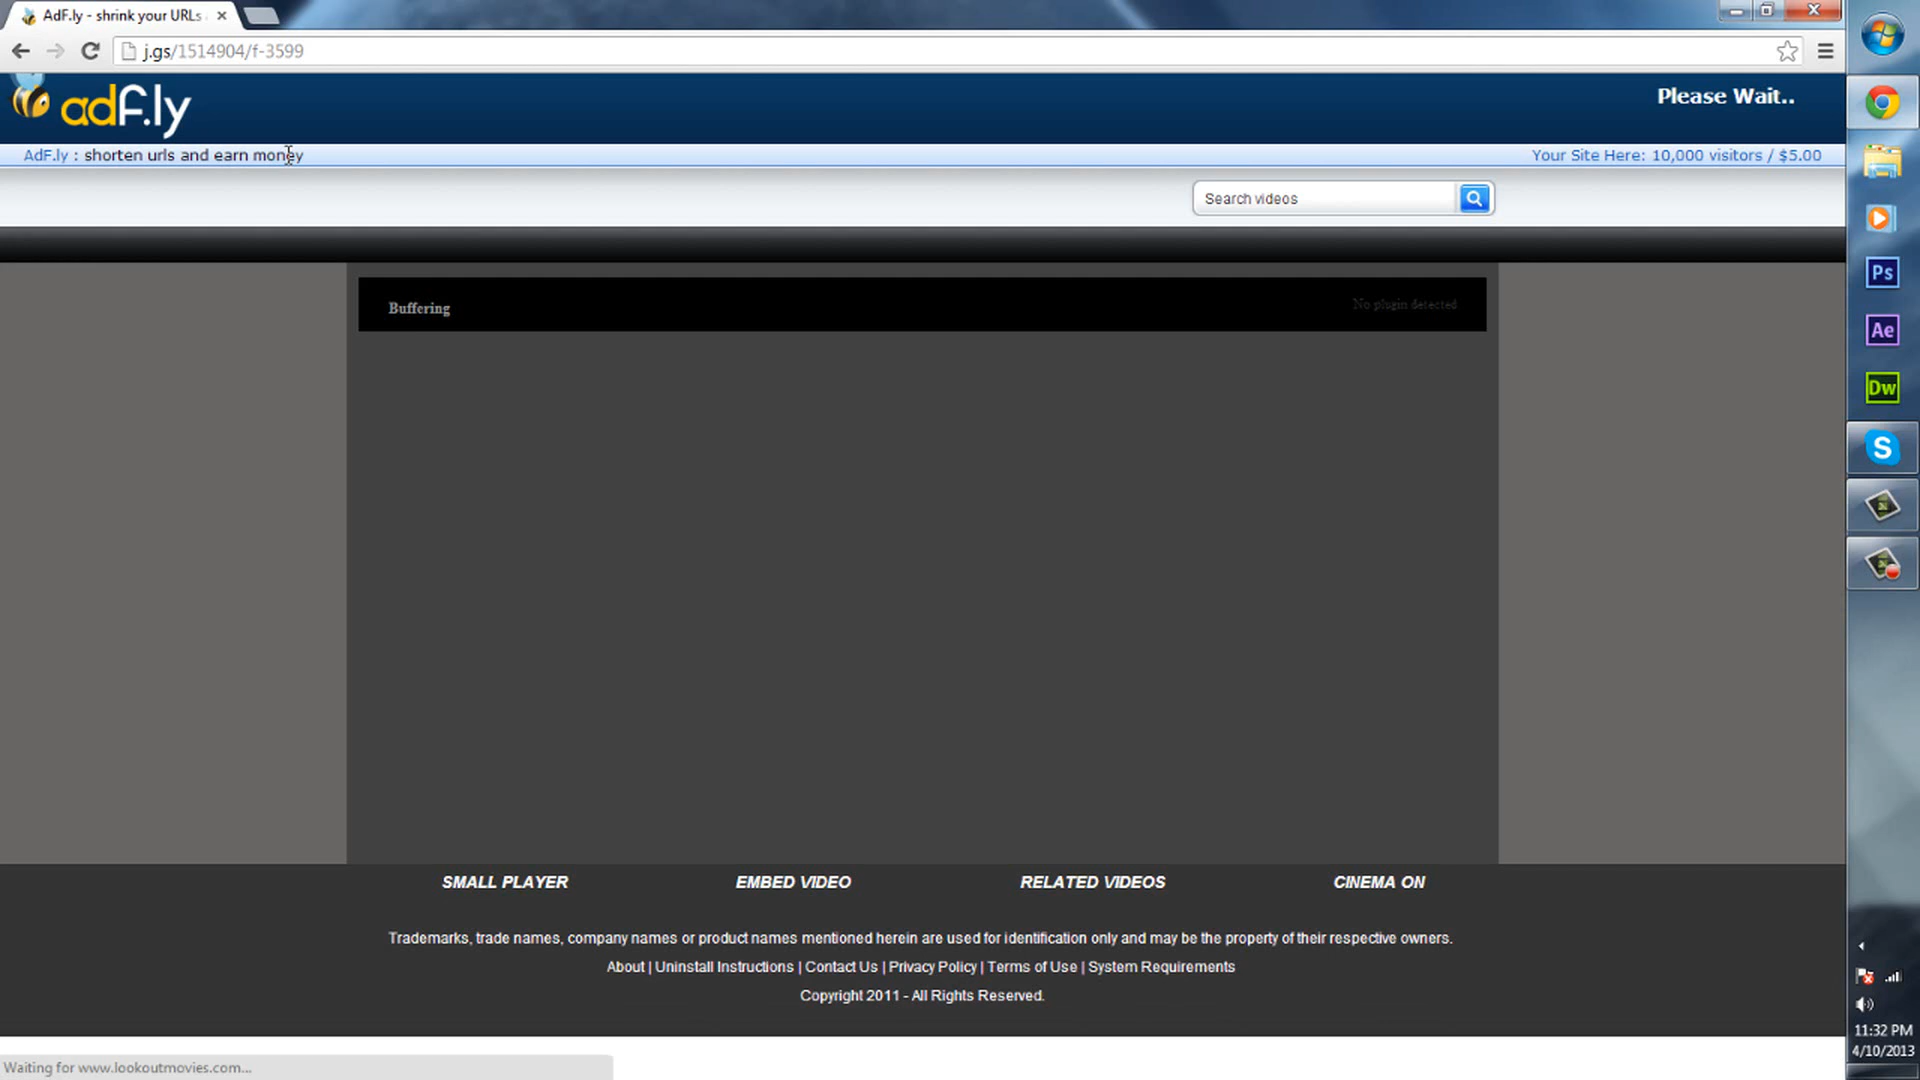 AdF.ly - shrink your URLs
j.gs/1514904/f-3599
adf.ly
Please Wait..
AdF.ly : shorten urls and earn money
Your Site Here: 10,000 visitors / $5.00
Search videos
Buffering
No plugin detected
Ps
Ae
Dw
S
SMALL PLAYER
EMBED VIDEO
RELATED VIDEOS
CINEMA ON
Trademarks, trade names, company names or product names mentioned herein are used for identification only and may be the property of their respective owners.
About | Uninstall Instructions | Contact Us | Privacy Policy | Terms of Use | System Requirements
Copyright 2011 - All Rights Reserved.
Waiting for www.lookoutmovies.com...
11:32 PM
4/10/2013